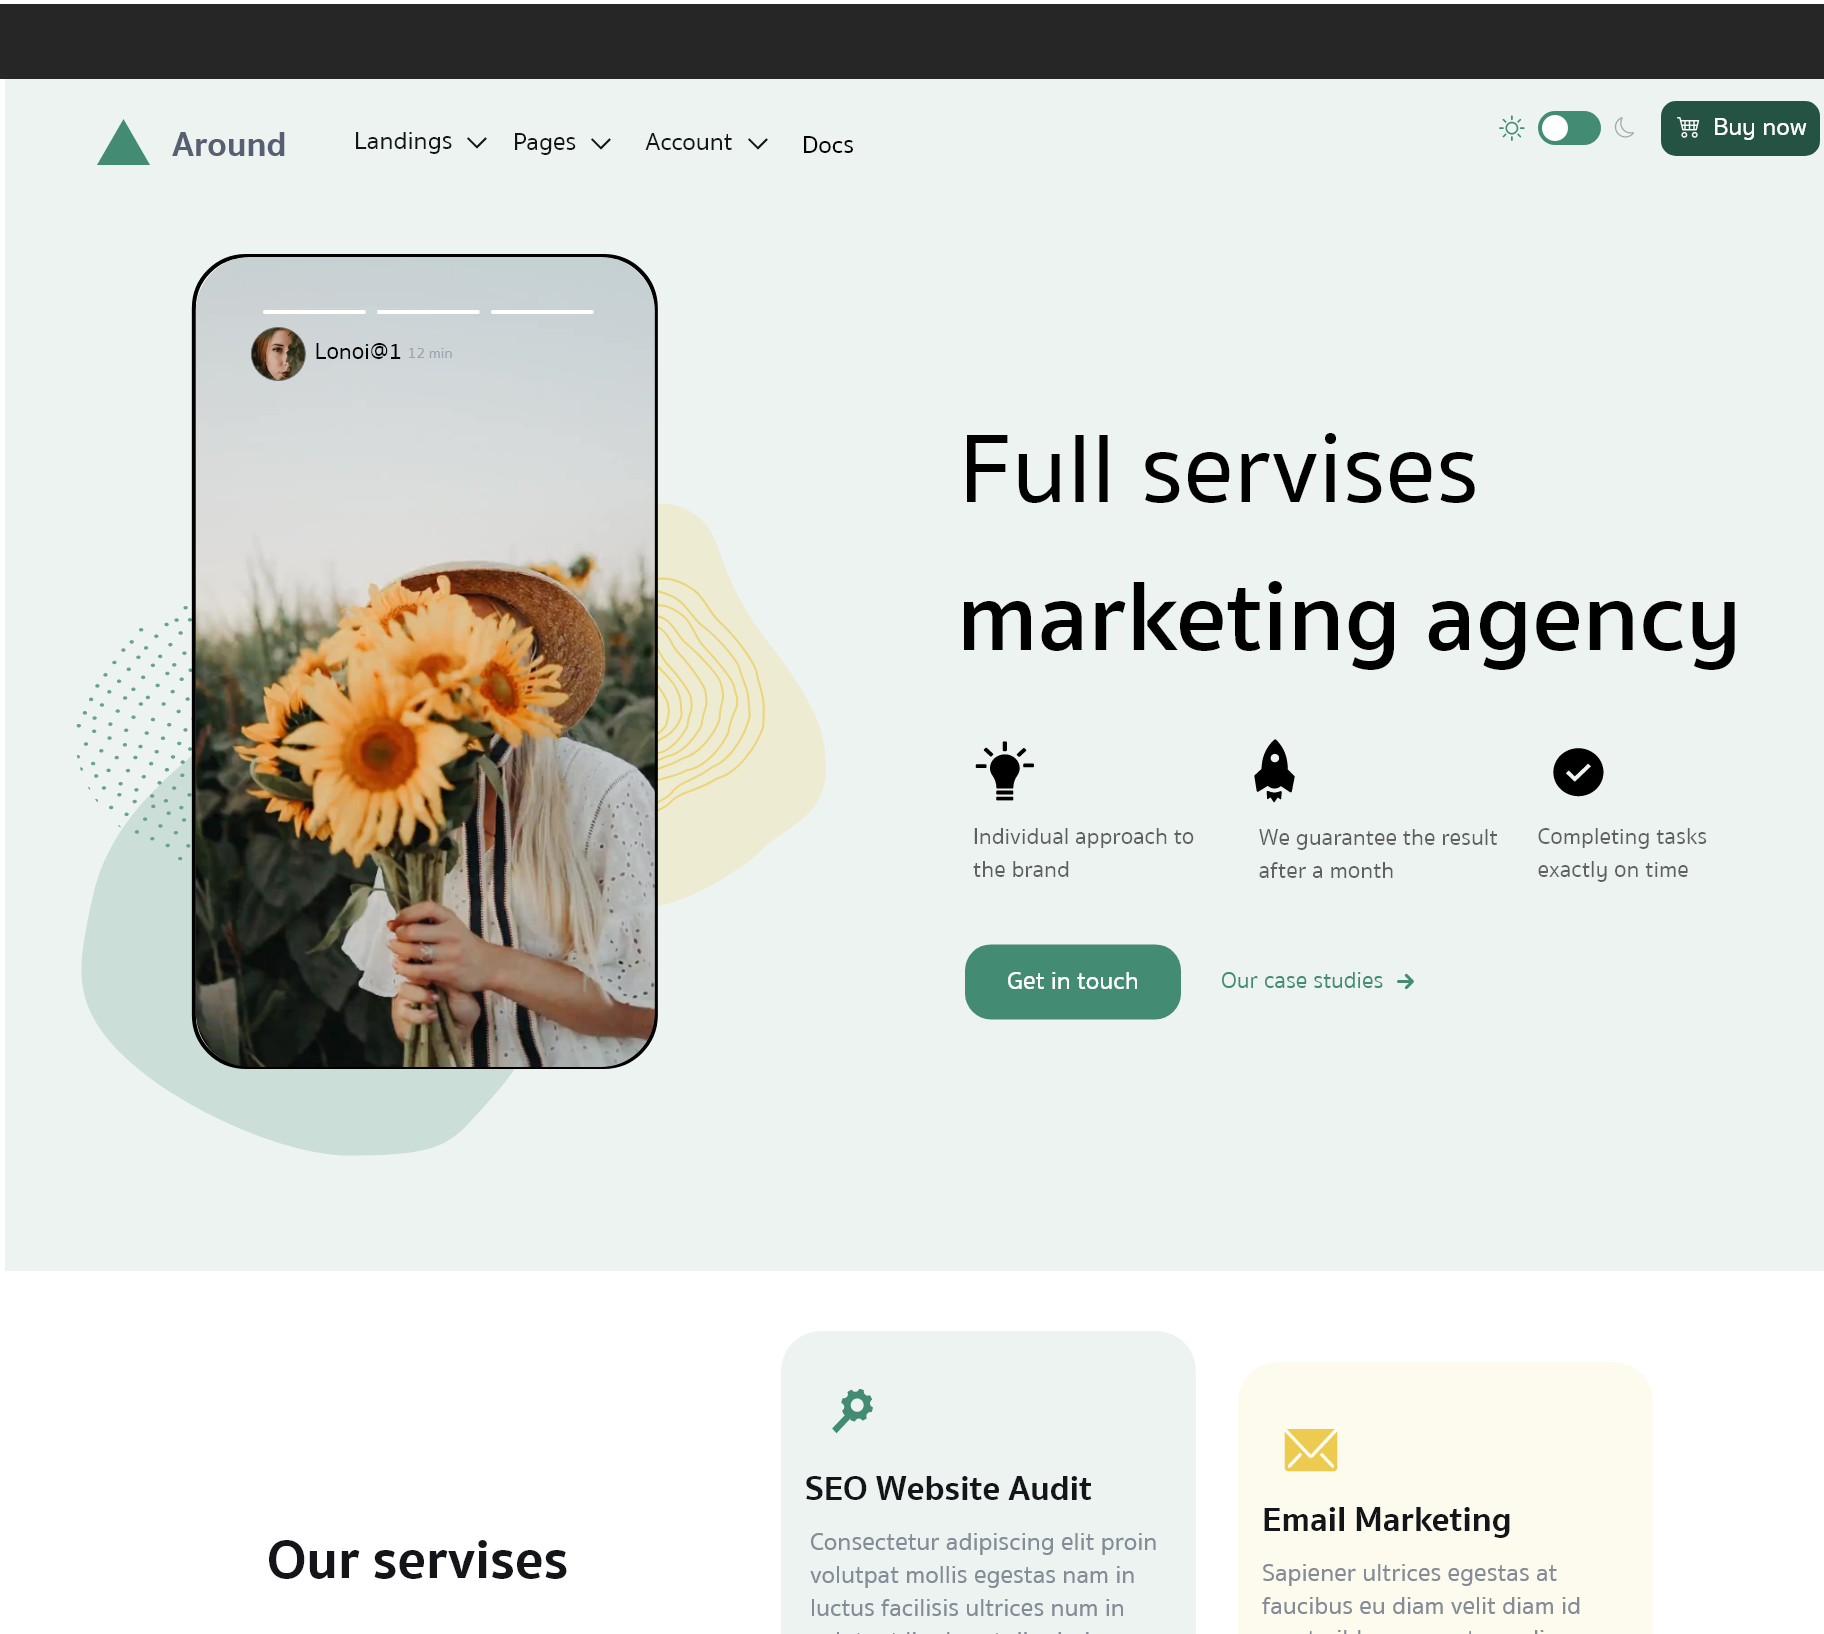 Around
Landings
Pages
Account
Docs
Buy now
Lonoi@1 12 min
Full servises
marketing agency
Individual approach to
the brand
We guarantee the result
after a month
Completing tasks
exactly on time
Get in touch
Our case studies
Our servises
SEO Website Audit
Consectetur adipiscing elit proin
volutpat mollis egestas nam in
luctus facilisis ultrices num in
Email Marketing
Sapiener ultrices egestas at
faucibus eu diam velit diam id